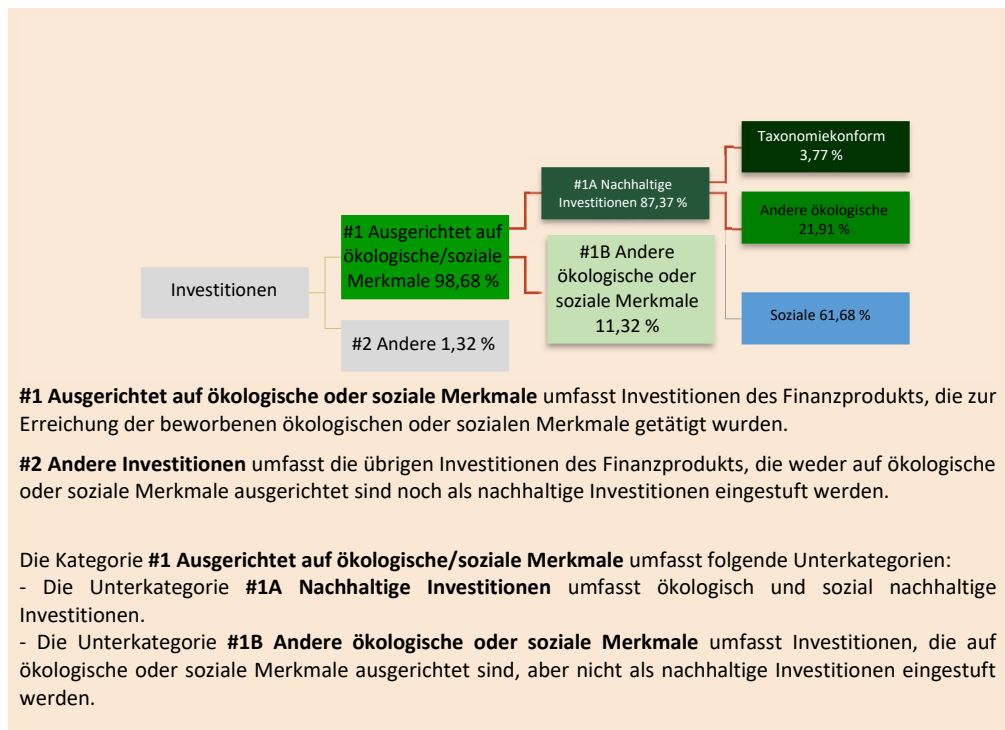 Investitionen
#1 Ausgerichtet auf
ökologische/soziale
Merkmale 98,68 %
#2 Andere 1,32 %
#1A Nachhaltige
Investitionen 87,37 %
#1B Andere
ökologische oder
soziale Merkmale
11,32 %
Taxonomiekonform
3,77 %
Andere ökologische
21,91 %
Soziale 61,68 %
#1 Ausgerichtet auf ökologische oder soziale Merkmale umfasst Investitionen des Finanzprodukts, die zur
Erreichung der beworbenen ökologischen oder sozialen Merkmale getätigt wurden.
#2 Andere Investitionen umfasst die übrigen Investitionen des Finanzprodukts, die weder auf ökologische
oder soziale Merkmale ausgerichtet sind noch als nachhaltige Investitionen eingestuft werden.
Die Kategorie #1 Ausgerichtet auf ökologische/soziale Merkmale umfasst folgende Unterkategorien:
- Die Unterkategorie #1A Nachhaltige Investitionen umfasst ökologisch und sozial nachhaltige
Investitionen.
- Die Unterkategorie #1B Andere ökologische oder soziale Merkmale umfasst Investitionen, die auf
ökologische oder soziale Merkmale ausgerichtet sind, aber nicht als nachhaltige Investitionen eingestuft
werden.